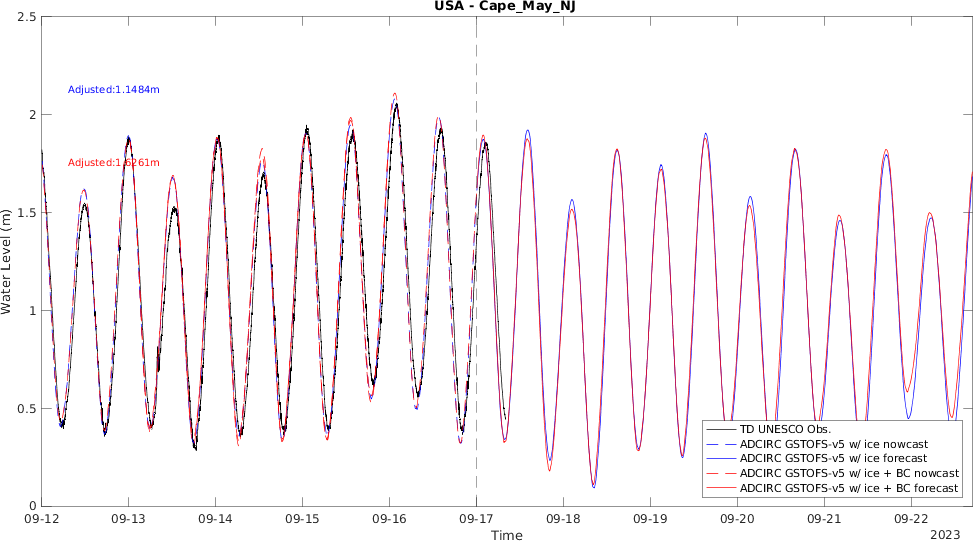 USA - Cape_May_NJ
2.5
2
1.5
1
0.5
0
Water Level (m)
Adjusted:1.1484m
Adjusted:1.6261m
TD UNESCO Obs.
ADCIRC GSTOFS-v5 w/ ice nowcast
ADCIRC GSTOFS-v5 w/ ice forecast
ADCIRC GSTOFS-v5 w/ ice + BC nowcast
ADCIRC GSTOFS-v5 w/ ice + BC forecast
09-12 09-13 09-14 09-15 09-16 09-17 09-18 09-19 09-20 09-21 09-22
Time
2023